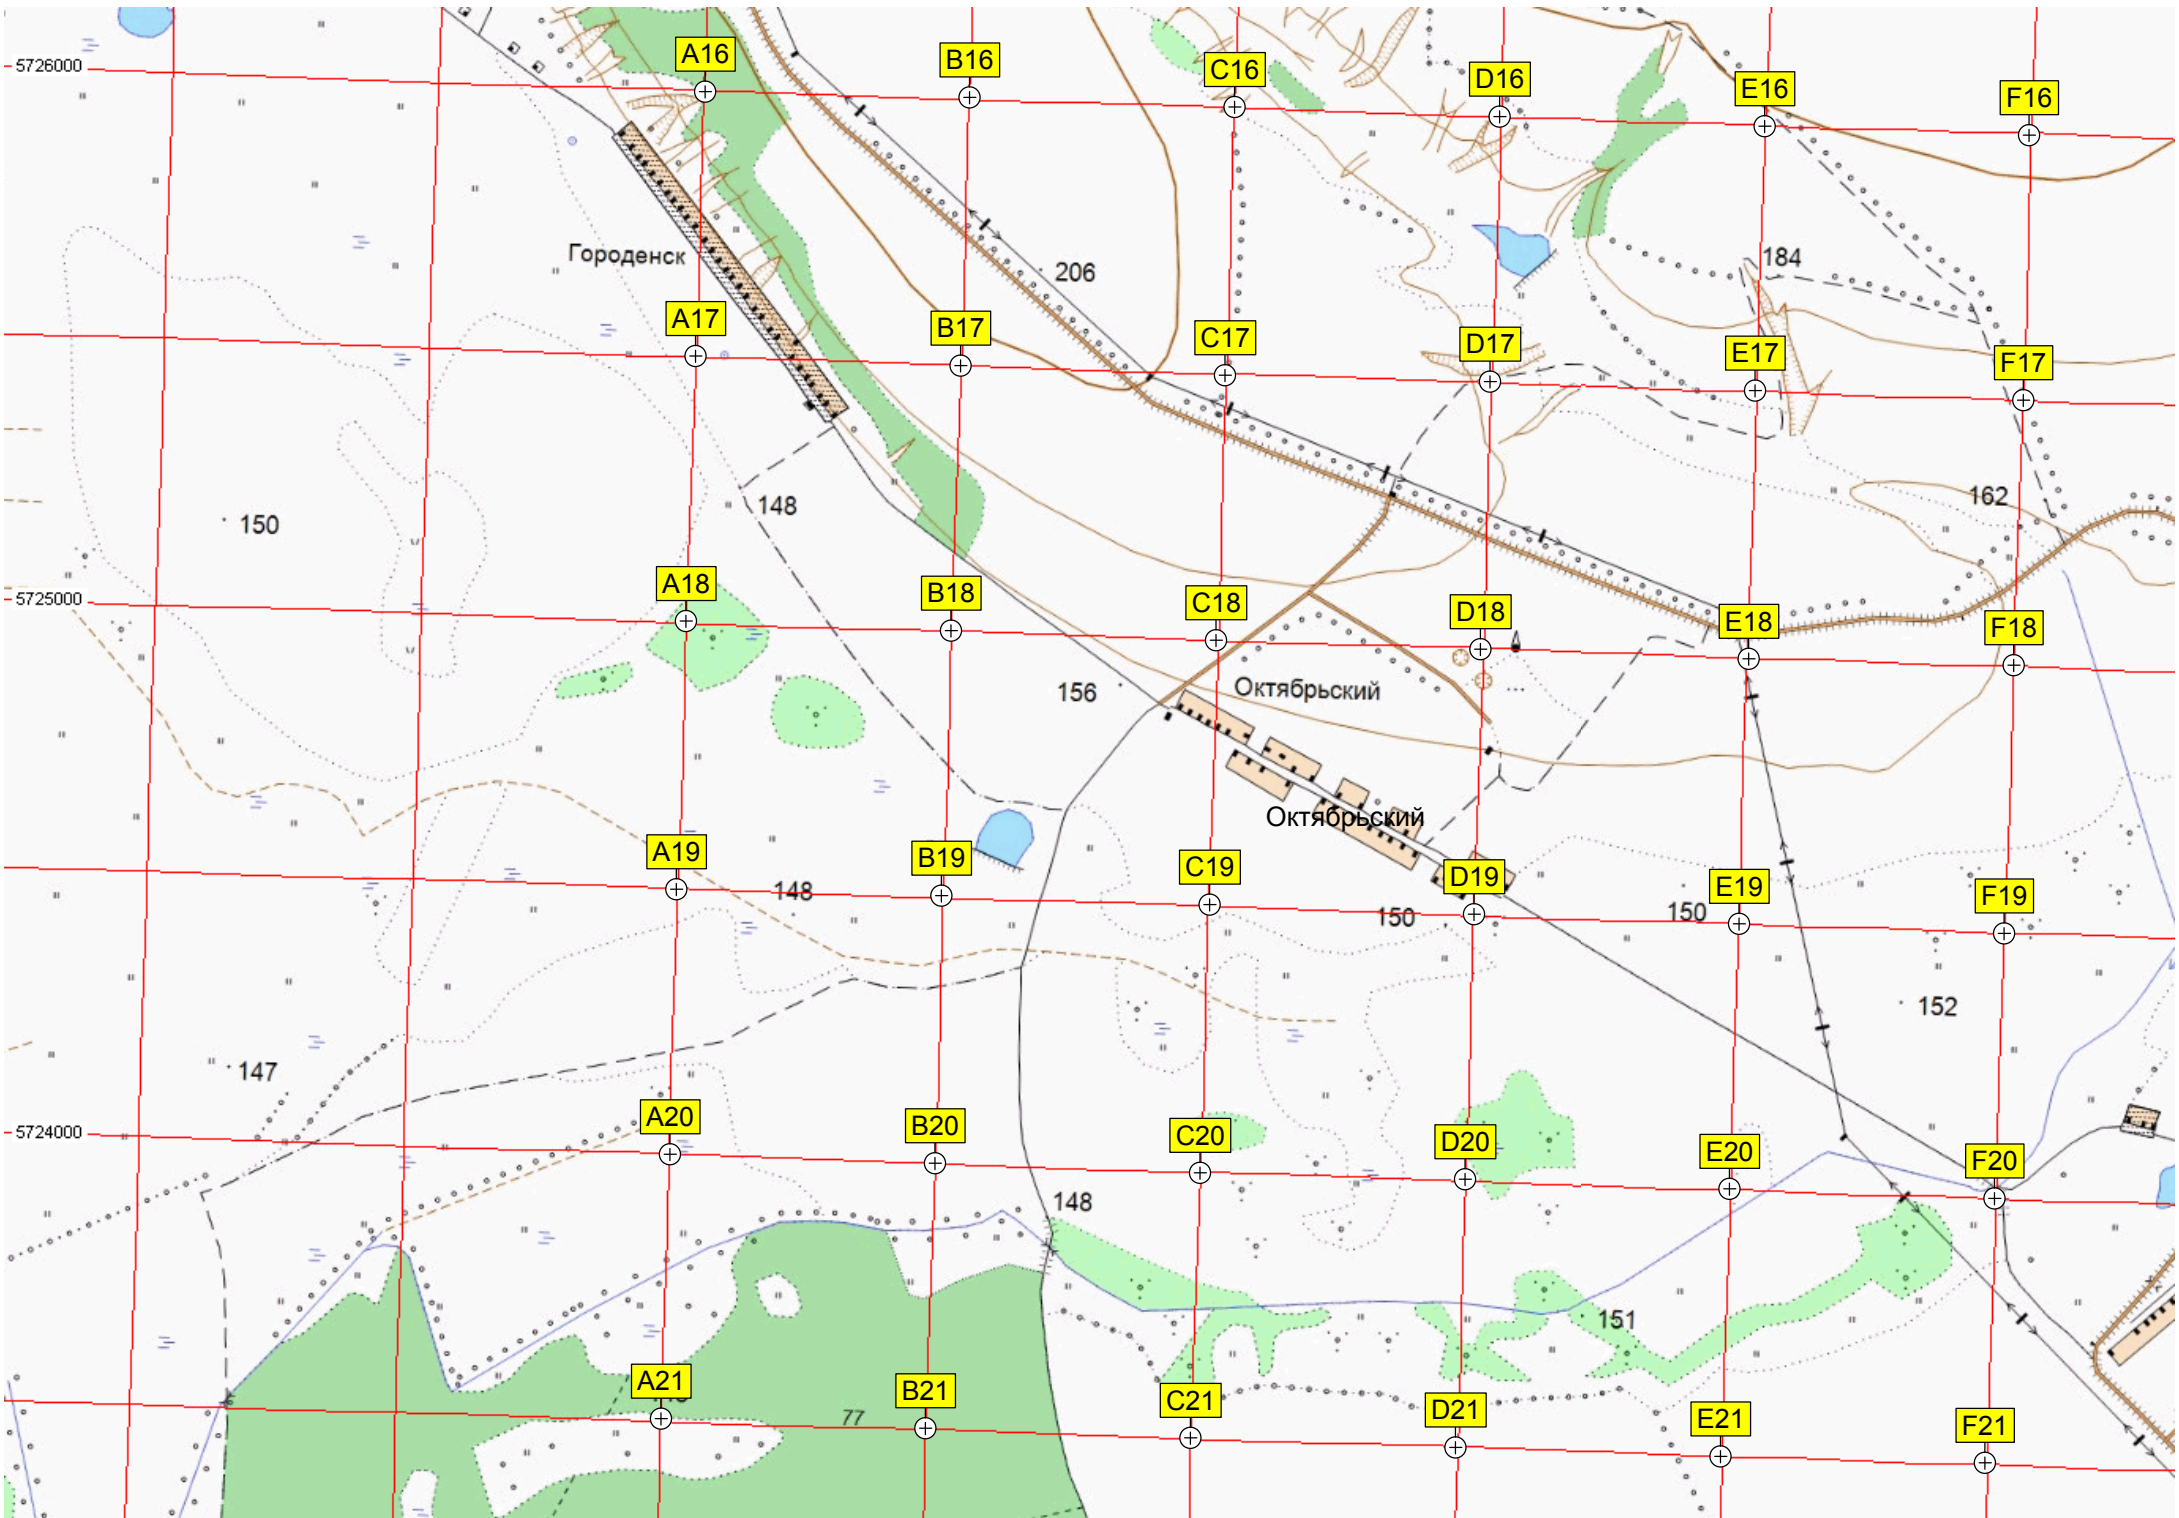 A16
B16
C16
D16
E16
F16
5726000
Городенск
206
184
A17
B17
C17
D17
E17
F17
148
150
162
5725000
A18
B18
C18
D18
E18
F18
156
Октябрьский
Октябрьский
A19
B19
C19
D19
E19
F19
148
150
150
152
147
5724000
A20
B20
C20
D20
E20
F20
148
151
A21
B21
C21
D21
E21
F21
77